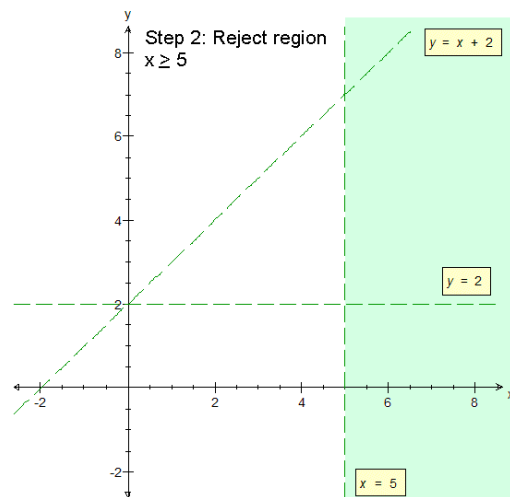 y
Step 2: Reject region
x ≥ 5
y = x + 2
8
6
4
y = 2
2
x
-2
2
4
6
8
-2
x = 5